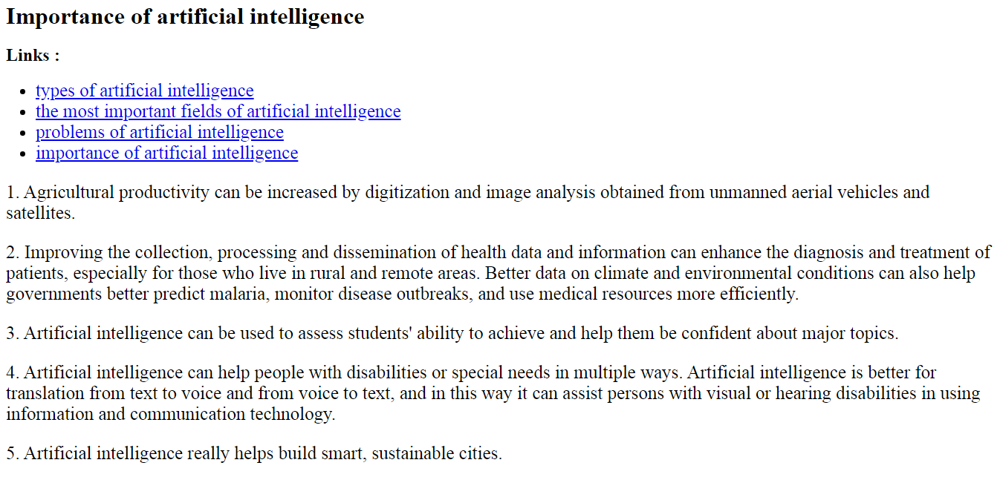 Importance of artificial intelligence
Links :
types of artificial intelligence
the most important fields of artificial intelligence
problems of artificial intelligence
importance of artificial intelligence
1. Agricultural productivity can be increased by digitization and image analysis obtained from unmanned aerial vehicles and
satellites.
2. Improving the collection, processing and dissemination of health data and information can enhance the diagnosis and treatment of
patients, especially for those who live in rural and remote areas. Better data on climate and environmental conditions can also help
governments better predict malaria, monitor disease outbreaks, and use medical resources more efficiently.
3. Artificial intelligence can be used to assess students' ability to achieve and help them be confident about major topics.
4. Artificial intelligence can help people with disabilities or special needs in multiple ways. Artificial intelligence is better for
translation from text to voice and from voice to text, and in this way it can assist persons with visual or hearing disabilities in using
information and communication technology.
5. Artificial intelligence really helps build smart, sustainable cities.